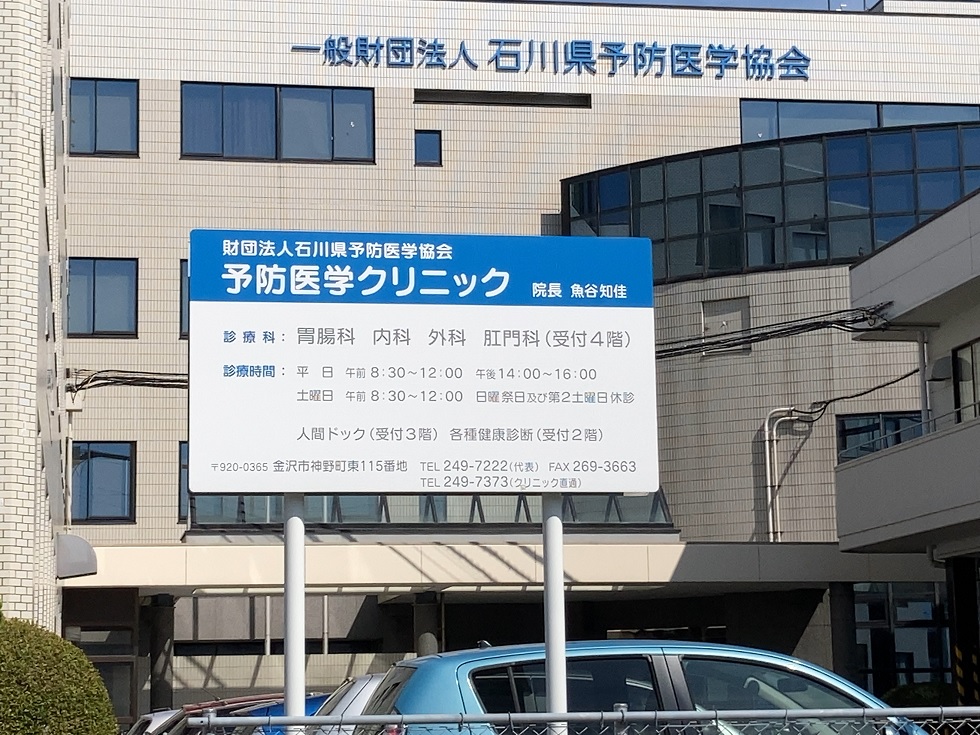 一般財団法人 石川県予防医学協会
財団法人石川県予防医学協会
予防医学クリニック 院長 魚谷知佳
診療科： 胃腸科 内科 外科 肛門科（受付４階）
診療時間： 平 日 午前 8:30～12:00 午後 14:00～16:00
土曜日 午前 8:30～12:00 日曜祭日及び第2土曜日休診
人間ドック（受付３階） 各種健康診断（受付２階）
〒920-0365 金沢市神野町東115番地 TEL 249-7222（代表） FAX 269-3663
TEL 249-7373（クリニック直通）